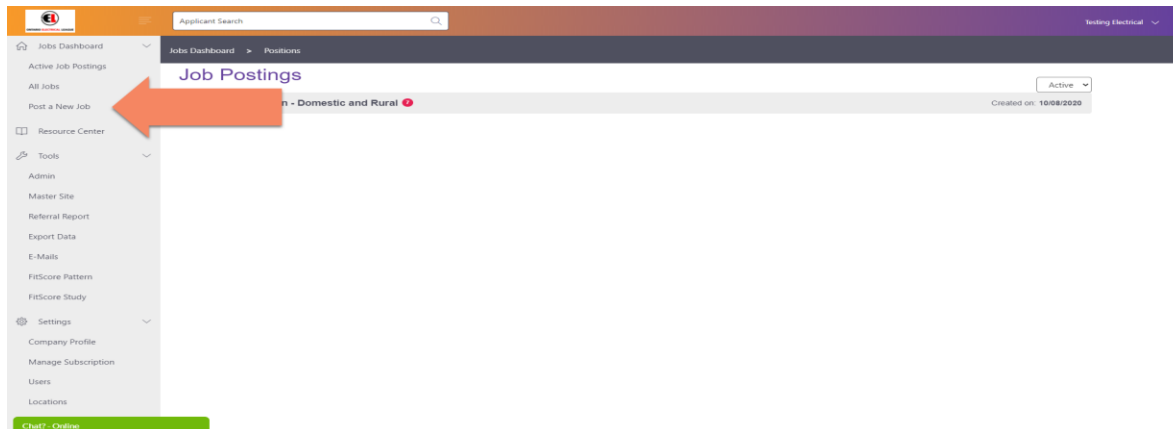 Applicant Search
Testing Electrical
Jobs Dashboard
Active Job Postings
All Jobs
Post a New Job
Resource Center
Tools
Admin
Master Site
Referral Report
Export Data
E-Mails
FitScore Pattern
FitScore Study
Settings
Company Profile
Manage Subscription
Users
Locations
Chat? - Online
Jobs Dashboard > Positions
Job Postings
Active
- Domestic and Rural
Created on: 10/08/2020